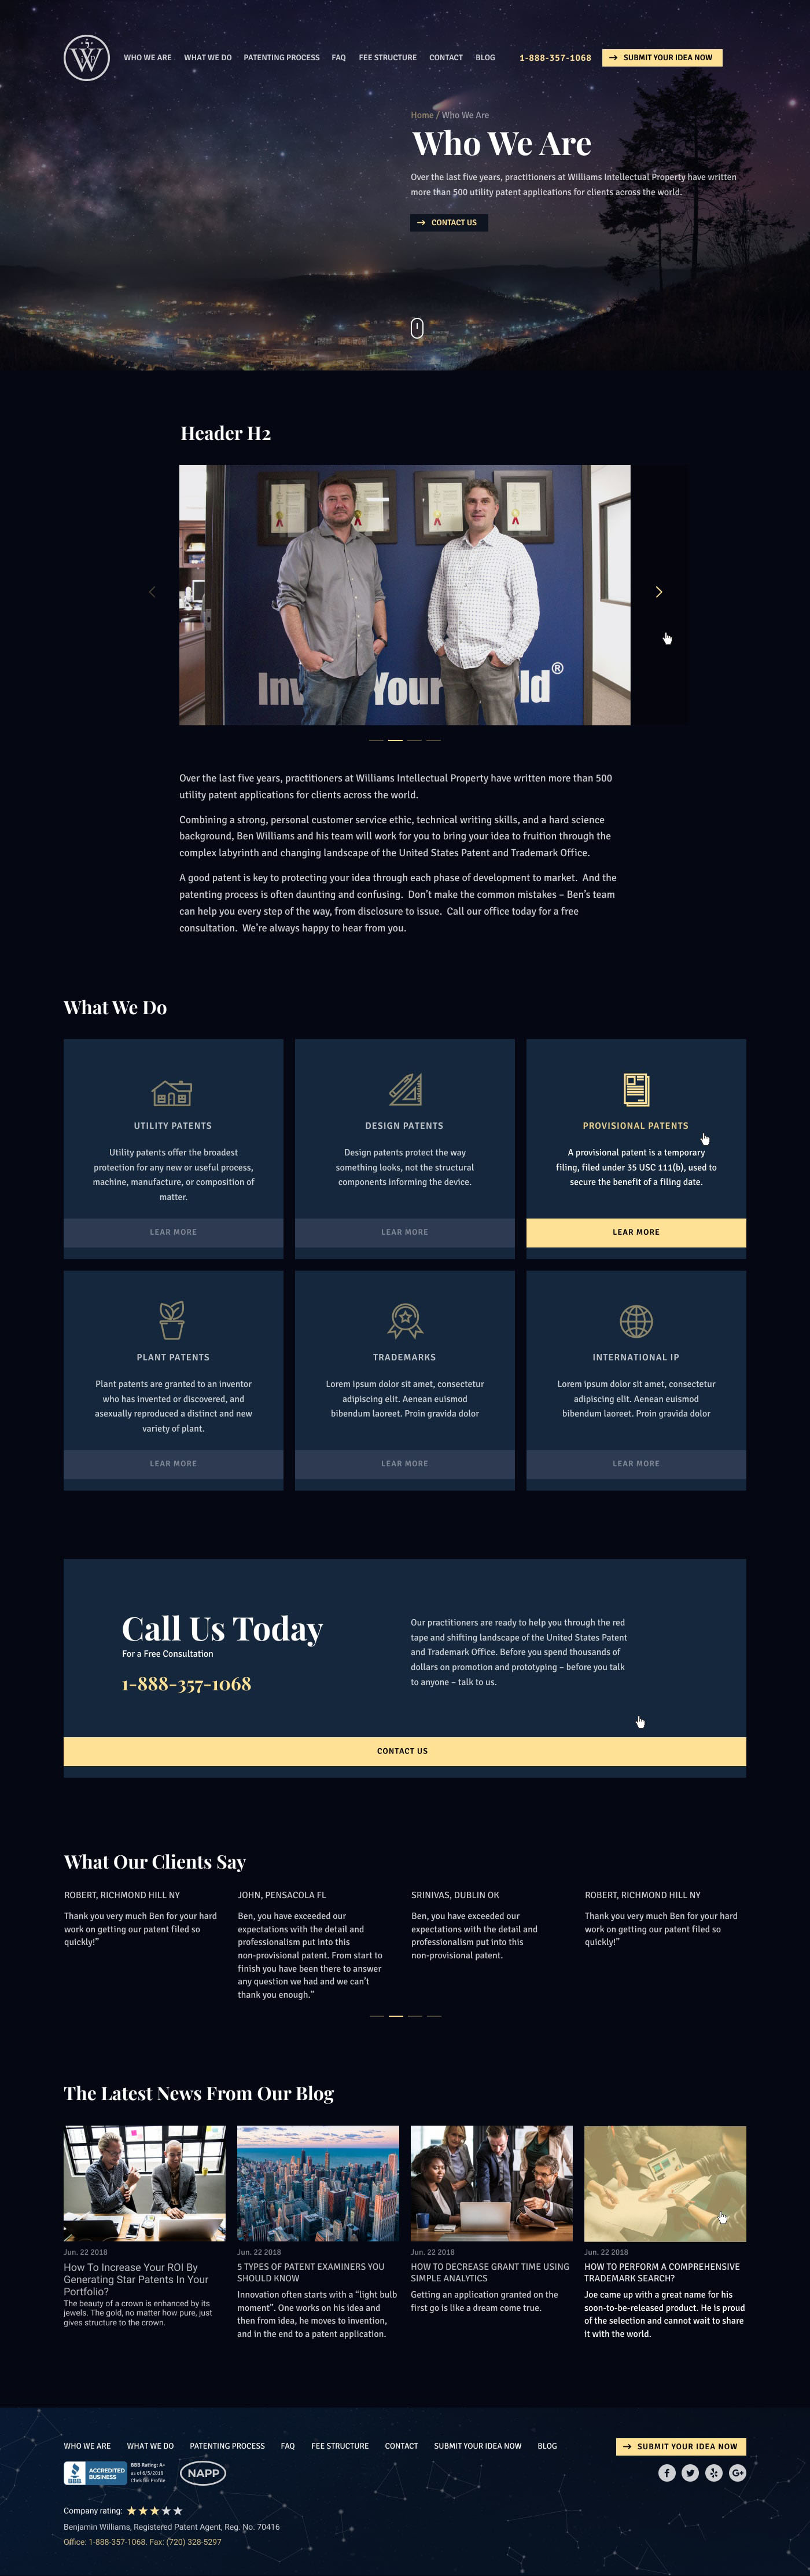 W
WHO WE ARE WHAT WE DO PATENTING PROCESS FAQ FEE STRUCTURE CONTACT BLOG 1-888-357-1068 → SUBMIT YOUR IDEA NOW
Home / Who We Are
Who We Are
Over the last five years, practitioners at Williams Intellectual Property have written
more than 500 utility patent applications for clients across the world.
→ CONTACT US
Header H2
Inv Your ld®
Over the last five years, practitioners at Williams Intellectual Property have written more than 500
utility patent applications for clients across the world.
Combining a strong, personal customer service ethic, technical writing skills, and a hard science
background, Ben Williams and his team will work for you to bring your idea to fruition through the
complex labyrinth and changing landscape of the United States Patent and Trademark Office.
A good patent is key to protecting your idea through each phase of development to market. And the
patenting process is often daunting and confusing. Don't make the common mistakes – Ben's team
can help you every step of the way, from disclosure to issue. Call our office today for a free
consultation. We're always happy to hear from you.
What We Do
UTILITY PATENTS
Utility patents offer the broadest
protection for any new or useful process,
machine, manufacture, or composition of
matter.
LEAR MORE
DESIGN PATENTS
Design patents protect the way
something looks, not the structural
components informing the device.
LEAR MORE
PROVISIONAL PATENTS
A provisional patent is a temporary
filing, filed under 35 USC 111(b), used to
secure the benefit of a filing date.
LEAR MORE
PLANT PATENTS
Plant patents are granted to an inventor
who has invented or discovered, and
asexually reproduced a distinct and new
variety of plant.
LEAR MORE
TRADEMARKS
Lorem ipsum dolor sit amet, consectetur
adipiscing elit. Aenean euismod
bibendum laoreet. Proin gravida dolor
LEAR MORE
INTERNATIONAL IP
Lorem ipsum dolor sit amet, consectetur
adipiscing elit. Aenean euismod
bibendum laoreet. Proin gravida dolor
LEAR MORE
Call Us Today
For a Free Consultation
1-888-357-1068
Our practitioners are ready to help you through the red
tape and shifting landscape of the United States Patent
and Trademark Office. Before you spend thousands of
dollars on promotion and prototyping – before you talk
to anyone – talk to us.
CONTACT US
What Our Clients Say
ROBERT, RICHMOND HILL NY
Thank you very much Ben for your hard
work on getting our patent filed so
quickly!”
JOHN, PENSACOLA FL
Ben, you have exceeded our
expectations with the detail and
professionalism put into this
non-provisional patent. From start to
finish you have been there to answer
any question we had and we can't
thank you enough.”
SRINIVAS, DUBLIN OK
Ben, you have exceeded our
expectations with the detail and
professionalism put into this
non-provisional patent.
ROBERT, RICHMOND HILL NY
Thank you very much Ben for your hard
work on getting our patent filed so
quickly!”
The Latest News From Our Blog
Jun. 22 2018
How To Increase Your ROI By
Generating Star Patents In Your
Portfolio?
The beauty of a crown is enhanced by its
jewels. The gold, no matter how pure, just
gives structure to the crown.
Jun. 22 2018
5 TYPES OF PATENT EXAMINERS YOU
SHOULD KNOW
Innovation often starts with a “light bulb
moment”. One works on his idea and
then from idea, he moves to invention,
and in the end to a patent application.
Jun. 22 2018
HOW TO DECREASE GRANT TIME USING
SIMPLE ANALYTICS
Getting an application granted on the
first go is like a dream come true.
Jun. 22 2018
HOW TO PERFORM A COMPREHENSIVE
TRADEMARK SEARCH?
Joe came up with a great name for his
soon-to-be-released product. He is proud
of the selection and cannot wait to share
it with the world.
WHO WE ARE WHAT WE DO PATENTING PROCESS FAQ FEE STRUCTURE CONTACT SUBMIT YOUR IDEA NOW BLOG → SUBMIT YOUR IDEA NOW
BBB
ACCREDITED
BUSINESS
BBB Rating: A+
as of 6/5/2018
Click for Profile
NAPP
Company rating:
Benjamin Williams, Registered Patent Agent, Reg. No. 70416
Office: 1-888-357-1068. Fax: (720) 328-5297